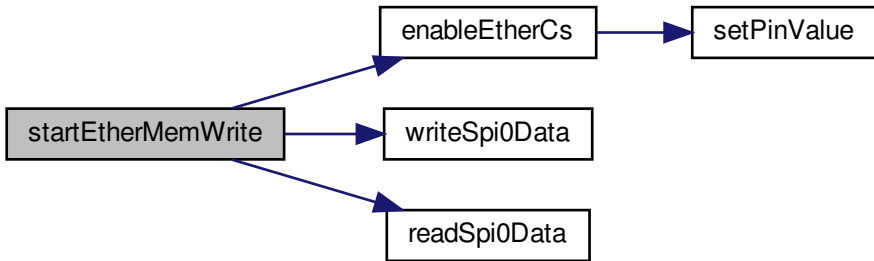 enableEtherCs
setPinValue
startEtherMemWrite
writeSpi0Data
readSpi0Data